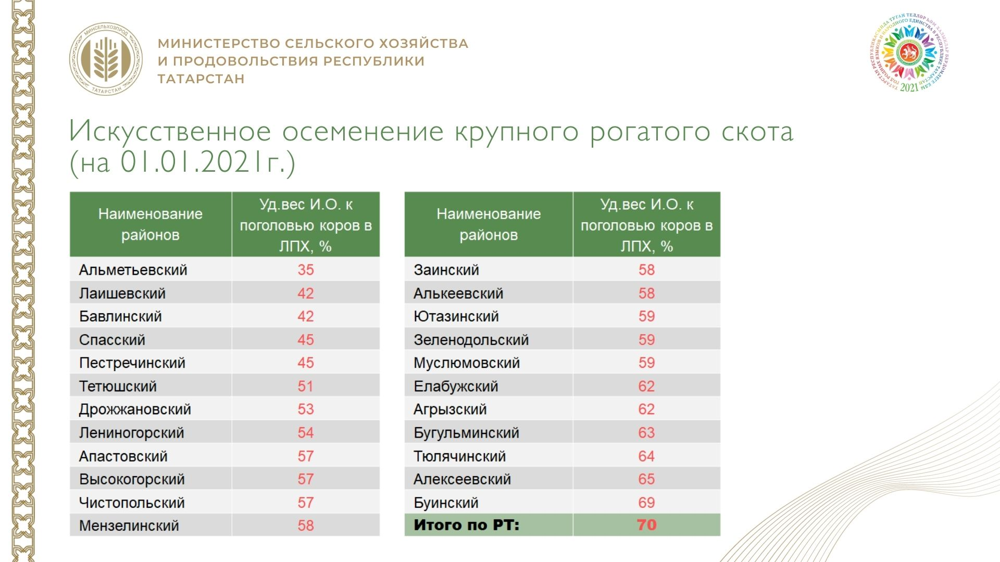 МИНСЕЛЬХОЗПРОД
ТАТАРСТАН
МИНИСТЕРСТВО СЕЛЬСКОГО ХОЗЯЙСТВА
И ПРОДОВОЛЬСТВИЯ РЕСПУБЛИКИ
ТАТАРСТАН
ТАТАРСТАН РЕСПУБЛИКАСЫНДА ТУГАН ТЕЛЛӘР ҺӘМ ХАЛЫКЛАР БЕРДӘМЛЕГЕ ЕЛЫ
ГОД РОДНЫХ ЯЗЫКОВ И НАРОДНОГО ЕДИНСТВА В РЕСПУБЛИКЕ ТАТАРСТАН
2021
Искусственное осеменение крупного рогатого скота
(на 01.01.2021г.)
Наименование
районов
Уд.вес И.О. к
поголовью коров в
ЛПХ, %
Альметьевский 35
Лаишевский 42
Бавлинский 42
Спасский 45
Пестречинский 45
Тетюшский 51
Дрожжановский 53
Лениногорский 54
Апастовский 57
Высокогорский 57
Чистопольский 57
Мензелинский 58
Наименование
районов
Уд.вес И.О. к
поголовью коров в
ЛПХ, %
Заинский 58
Алькеевский 58
Ютазинский 59
Зеленодольский 59
Муслюмовский 59
Елабужский 62
Агрызский 62
Бугульминский 63
Тюлячинский 64
Алексеевский 65
Буинский 69
Итого по РТ: 70